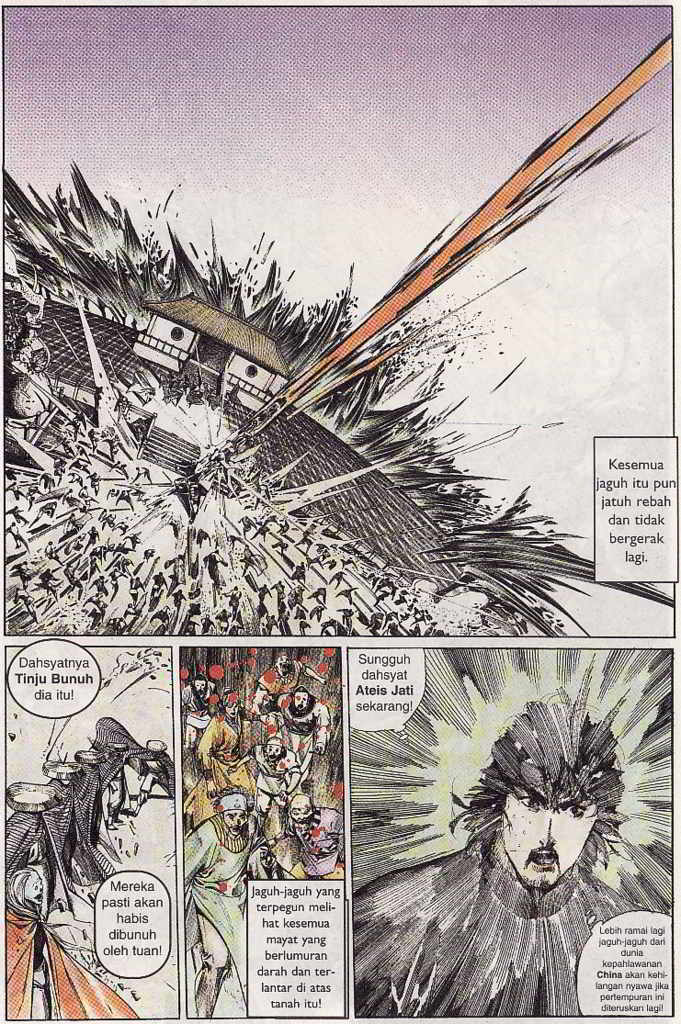 Kesemua
jaguh itu pun
jatuh rebah
dan tidak
bergerak
lagi.
Dahsyatnya
Tinju Bunuh
dia itu!
Mereka
pasti akan
habis
dibunuh
oleh tuan!
Jaguh-jaguh yang
terpegun meli-
hat kesemua
mayat yang
berlumuran
darah dan ter-
lantar di atas
tanah itu!
Sungguh
dahsyat
Ateis Jati
sekarang!
Lebih ramai lagi
jaguh-jaguh dari
dunia
kepahlawanan
China akan kehi-
langan nyawa jika
pertempuran ini
diteruskan lagi!